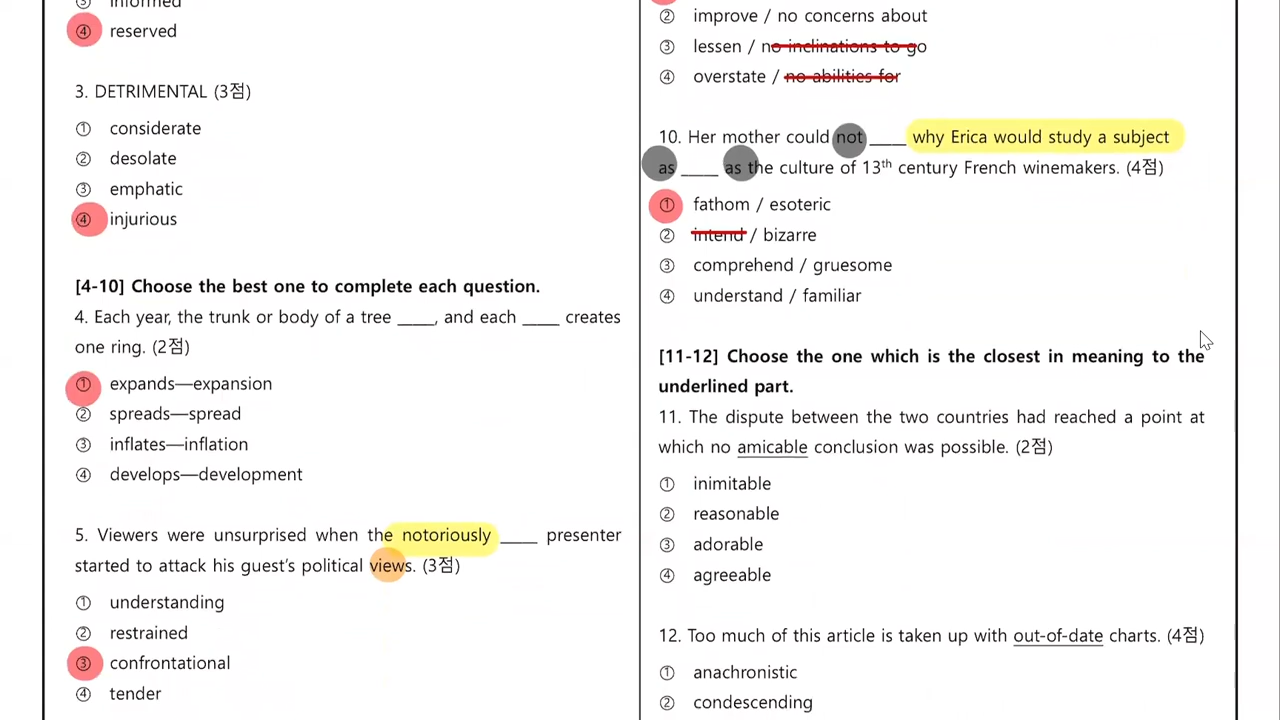 ③ informed
④ reserved
3. DETRIMENTAL (3점)
① considerate
② desolate
③ emphatic
④ injurious
[4-10] Choose the best one to complete each question.
4. Each year, the trunk or body of a tree ____, and each ____ creates
one ring. (2점)
① expands—expansion
② spreads—spread
③ inflates—inflation
④ develops—development
5. Viewers were unsurprised when the notoriously ____ presenter
started to attack his guest's political views. (3점)
① understanding
② restrained
③ confrontational
④ tender
② improve / no concerns about
③ lessen / no inclinations to go
④ overstate / no abilities for
10. Her mother could not ____ why Erica would study a subject
as ____ as the culture of 13th century French winemakers. (4점)
① fathom / esoteric
② intend / bizarre
③ comprehend / gruesome
④ understand / familiar
[11-12] Choose the one which is the closest in meaning to the
underlined part.
11. The dispute between the two countries had reached a point at
which no amicable conclusion was possible. (2점)
① inimitable
② reasonable
③ adorable
④ agreeable
12. Too much of this article is taken up with out-of-date charts. (4점)
① anachronistic
② condescending